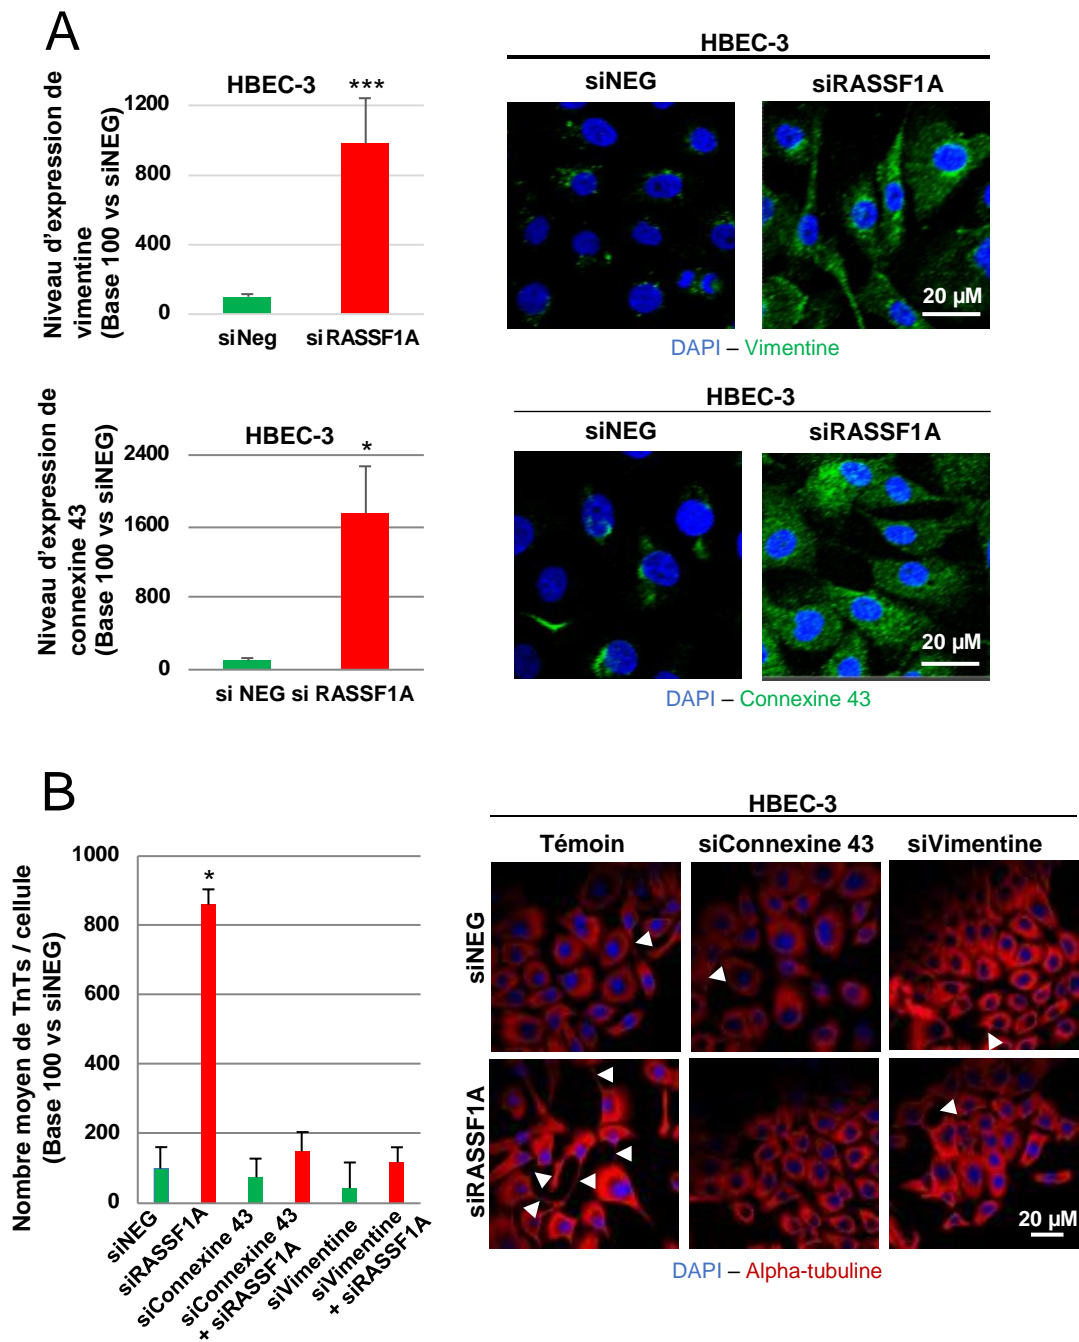 A
HBEC-3
Niveau d'expression de
vimentine
(Base 100 vs siNEG)
1200
800
400
0
HBEC-3
***
siNeg
siRASSF1A
siNEG
siRASSF1A
20 µM
DAPI – Vimentine
Niveau d'expression de
connexine 43
(Base 100 vs siNEG)
2400
1600
800
0
HBEC-3
*
si NEG si RASSF1A
HBEC-3
siNEG
siRASSF1A
20 µM
DAPI – Connexine 43
B
Nombre moyen de TnTs / cellule
(Base 100 vs siNEG)
1000
800
600
400
200
0
*
siNEG
siRASSF1A
siConnexine 43
siConnexine 43
+ siRASSF1A
siVimentine
siVimentine
+ siRASSF1A
HBEC-3
Témoin
siConnexine 43
siVimentine
siNEG
siRASSF1A
20 µM
DAPI – Alpha-tubuline